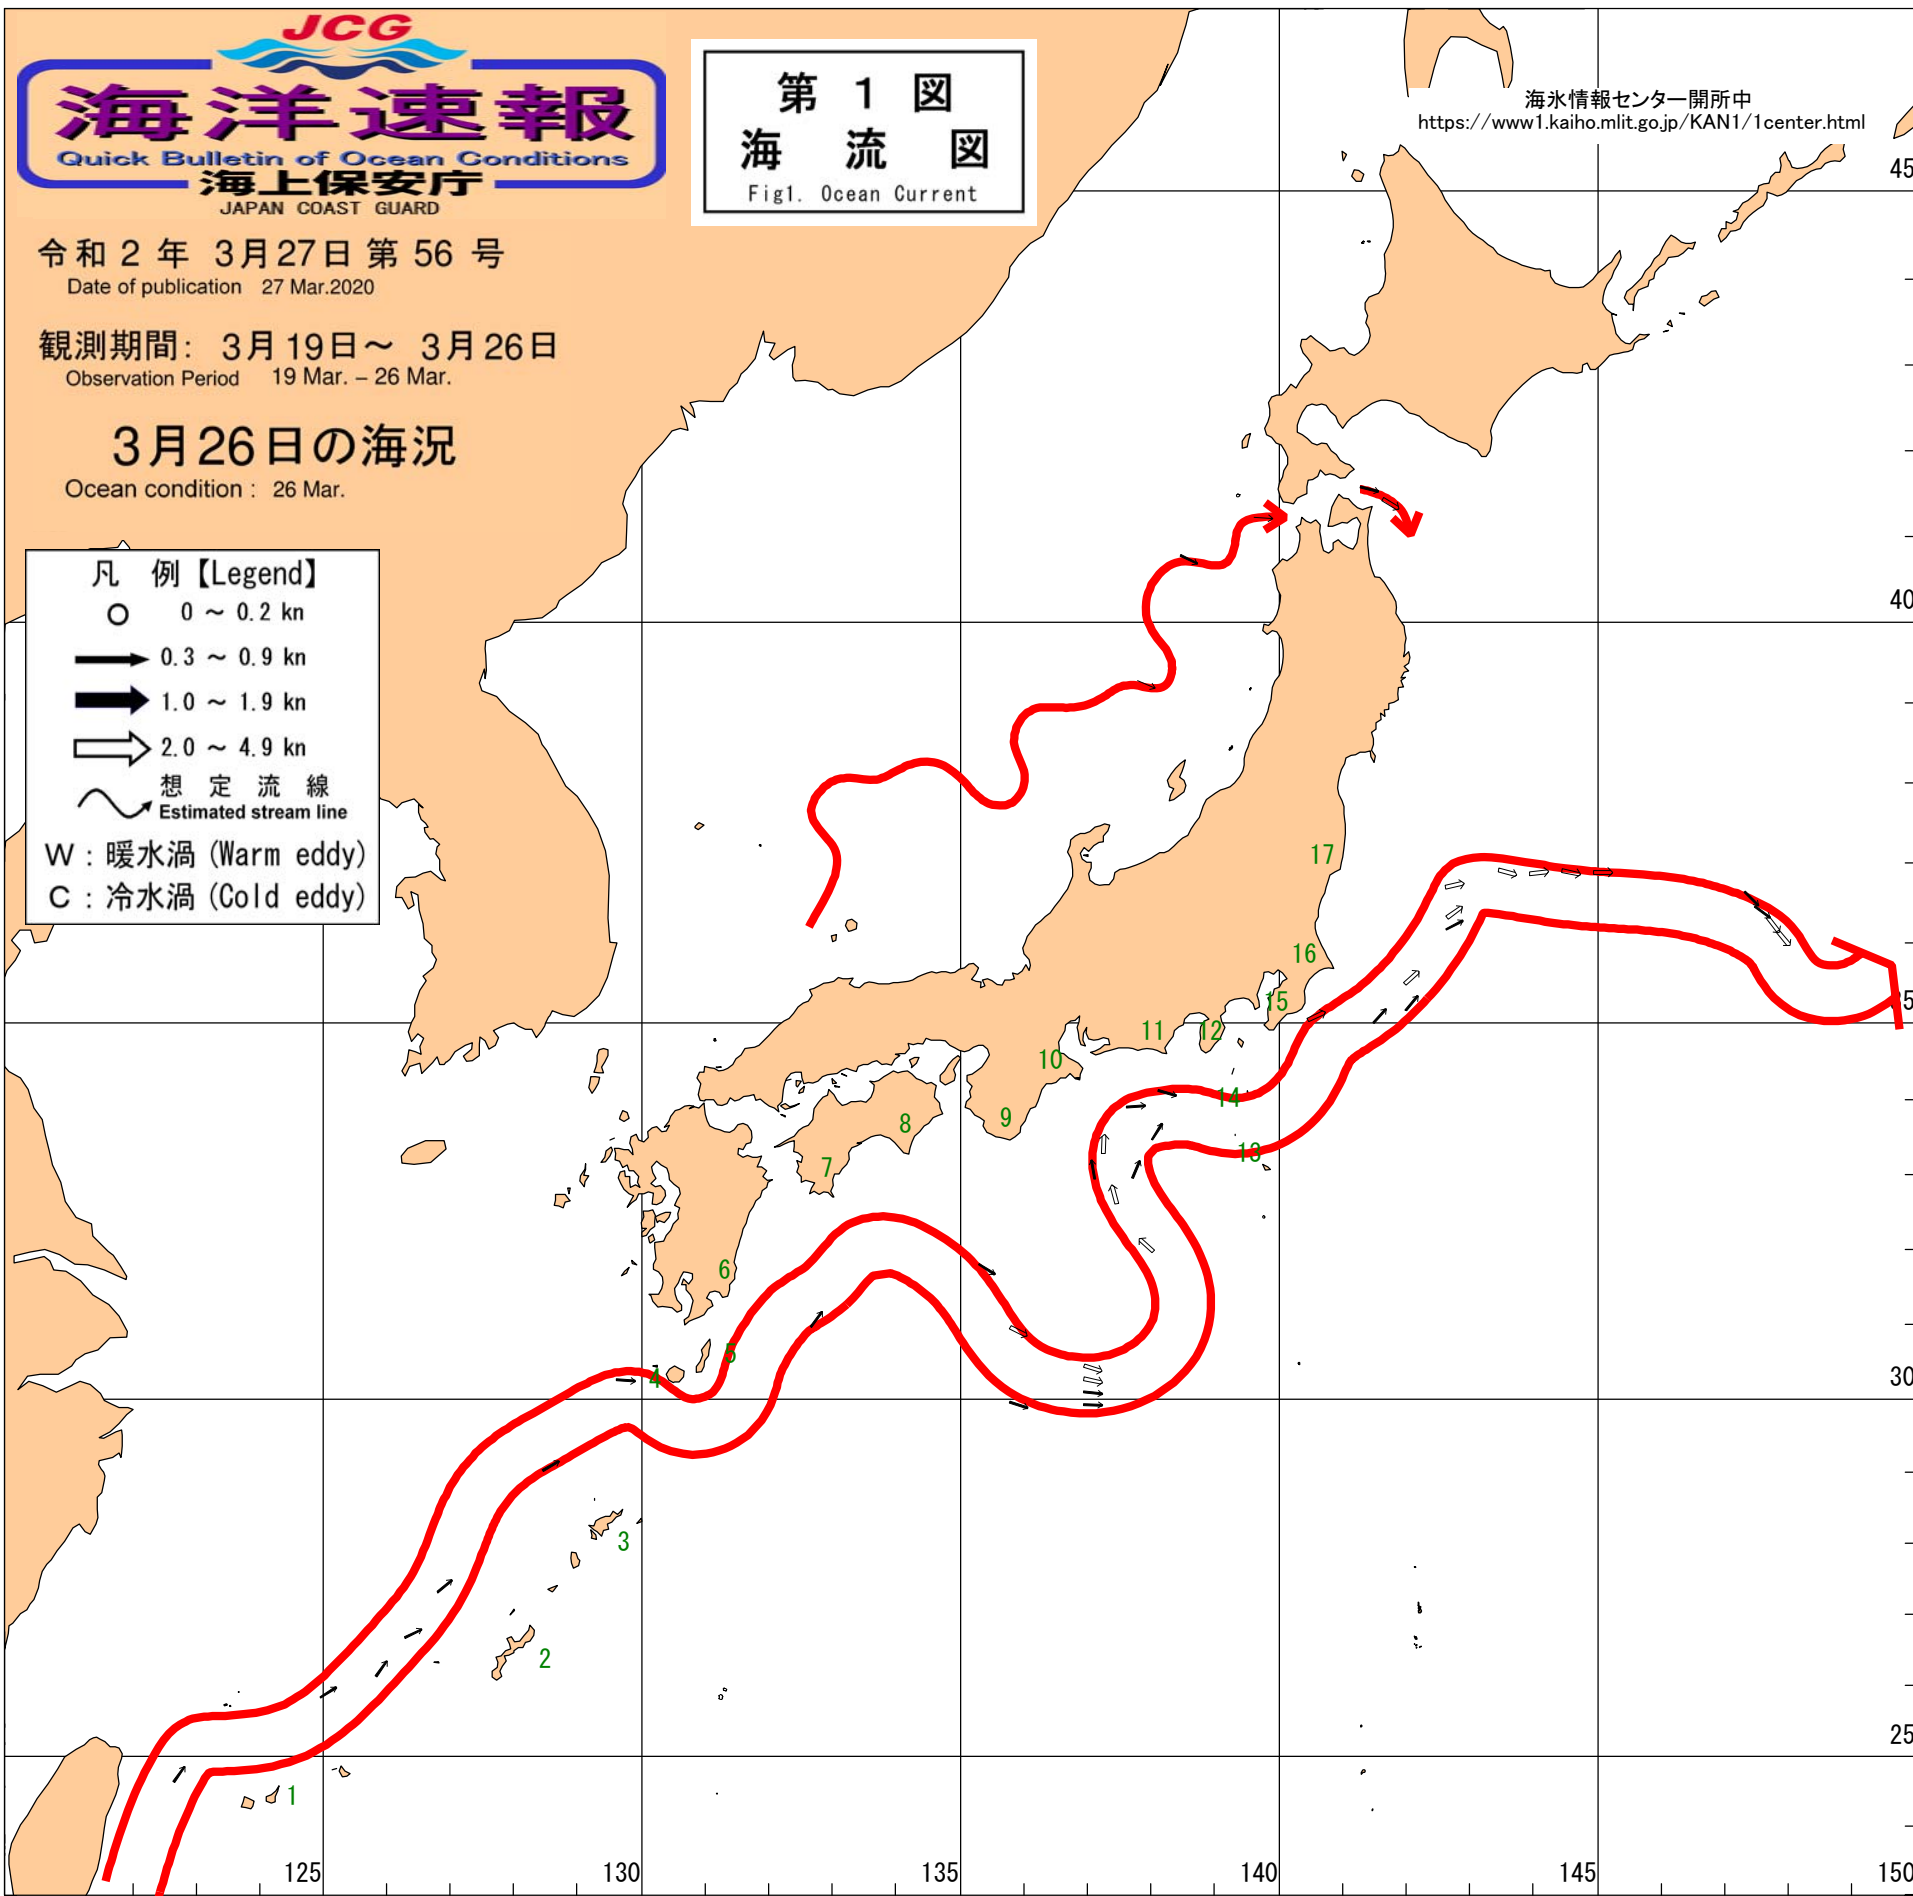 JCG
海洋速報
Quick Bulletin of Ocean Conditions
海上保安庁
JAPAN COAST GUARD
第 1 図
海 流 図
Fig1. Ocean Current
海氷情報センター開所中
https://www1.kaiho.mlit.go.jp/KAN1/1center.html
令和 2 年 3月27日 第 56 号
Date of publication 27 Mar.2020
観測期間: 3月19日～ 3月26日
Observation Period 19 Mar. – 26 Mar.
3月26日の海況
Ocean condition : 26 Mar.
凡 例【Legend】
0 ～ 0.2 kn
0.3 ～ 0.9 kn
1.0 ～ 1.9 kn
2.0 ～ 4.9 kn
想 定 流 線
Estimated stream line
W : 暖水渦 (Warm eddy)
C : 冷水渦 (Cold eddy)
45
40
17
16
15
35
12
11
10
14
9
8
13
7
6
5
4
30
3
2
25
1
125
130
135
140
145
150